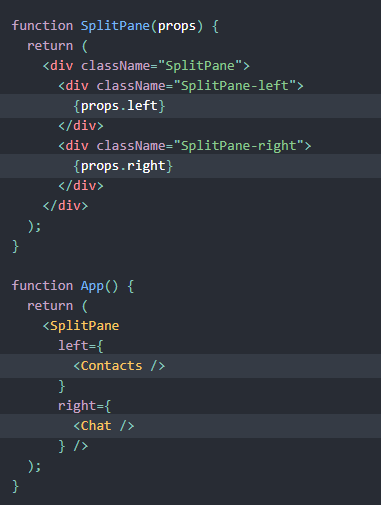 function SplitPane(props) {
  return (
    <div className="SplitPane">
      <div className="SplitPane-left">
        {props.left}
      </div>
      <div className="SplitPane-right">
        {props.right}
      </div>
    </div>
  );
}

function App() {
  return (
    <SplitPane
      left={
        <Contacts />
      }
      right={
        <Chat />
      } />
  );
}